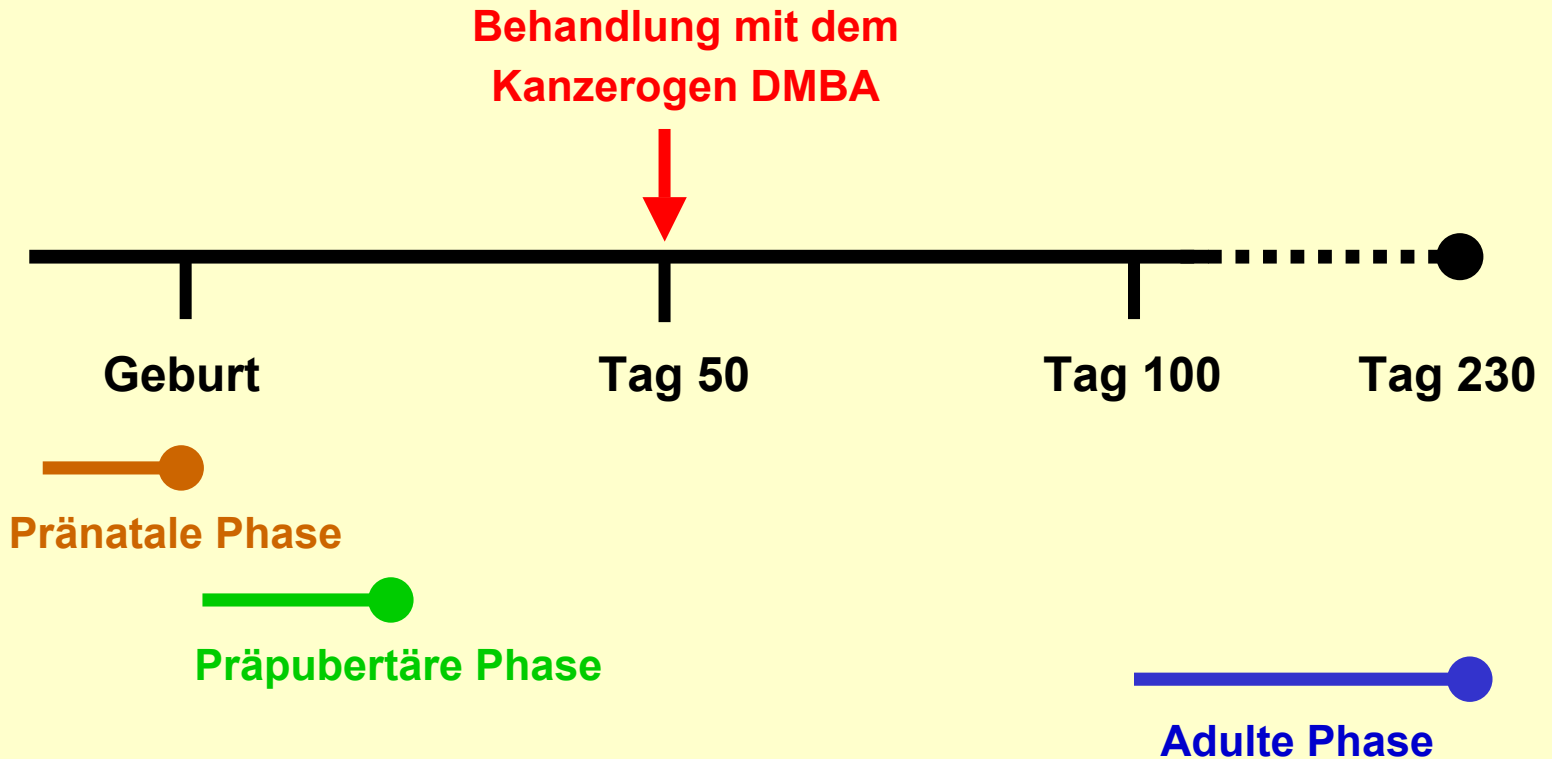 Behandlung mit dem
Kanzerogen DMBA
Geburt
Tag 50
Tag 100
Tag 230
Pränatale Phase
Präpubertäre Phase
Adulte Phase